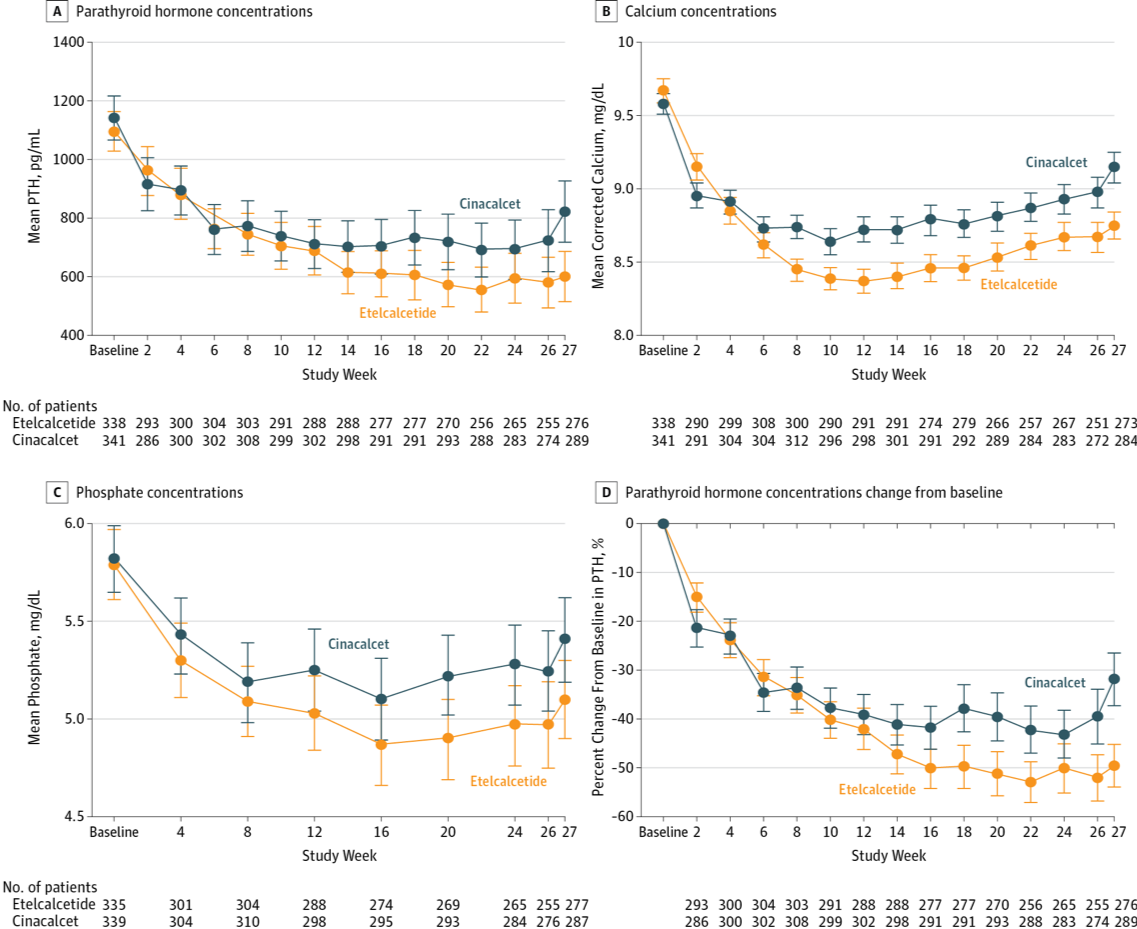 A Parathyroid hormone concentrations
1400
1200
1000
800
600
400
Mean PTH, pg/mL
Cinacalcet
Etelcalcetide
Baseline 2 4 6 8 10 12 14 16 18 20 22 24 26 27
Study Week
No. of patients
Etelcalcetide 338 293 300 304 303 291 288 288 277 277 270 256 265 255 276
Cinacalcet 341 286 300 302 308 299 302 298 291 291 293 288 283 274 289
B Calcium concentrations
10
9.5
9.0
8.5
8.0
Mean Corrected Calcium, mg/dL
Cinacalcet
Etelcalcetide
Baseline 2 4 6 8 10 12 14 16 18 20 22 24 26 27
Study Week
338 290 299 308 300 290 291 291 274 279 266 257 267 251 273
341 291 304 304 312 296 298 301 291 292 289 284 283 272 284
C Phosphate concentrations
6.0
5.5
5.0
4.5
Mean Phosphate, mg/dL
Cinacalcet
Etelcalcetide
Baseline 4 8 12 16 20 24 26 27
Study Week
No. of patients
Etelcalcetide 335 301 304 288 274 269 265 255 277
Cinacalcet 339 304 310 298 295 293 284 276 287
D Parathyroid hormone concentrations change from baseline
0
-10
-20
-30
-40
-50
-60
Percent Change From Baseline in PTH, %
Cinacalcet
Etelcalcetide
Baseline 2 4 6 8 10 12 14 16 18 20 22 24 26 27
Study Week
293 300 304 303 291 288 288 277 277 270 256 265 255 276
286 300 302 308 299 302 298 291 291 293 288 283 274 289